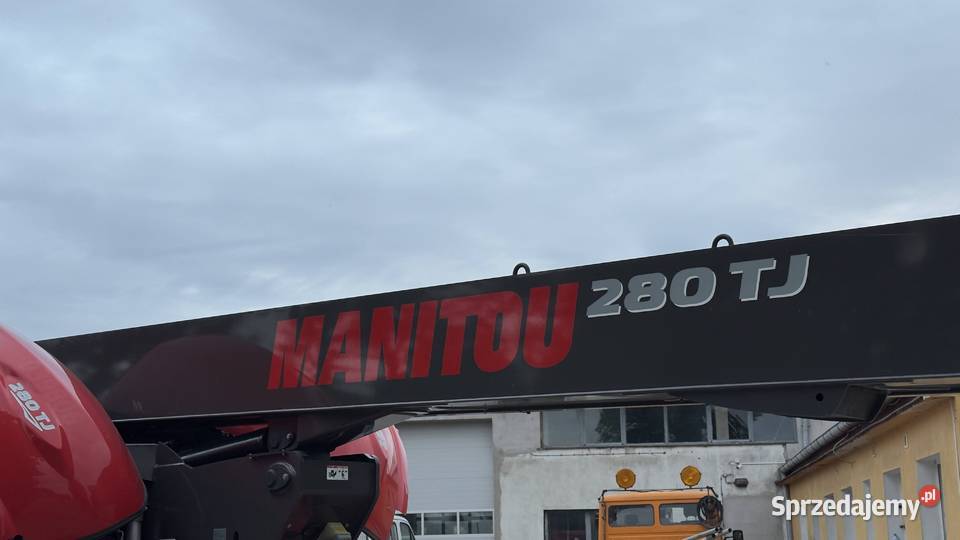 MANITOU 280 TJ
280 TJ
Sprzedajemy.pl